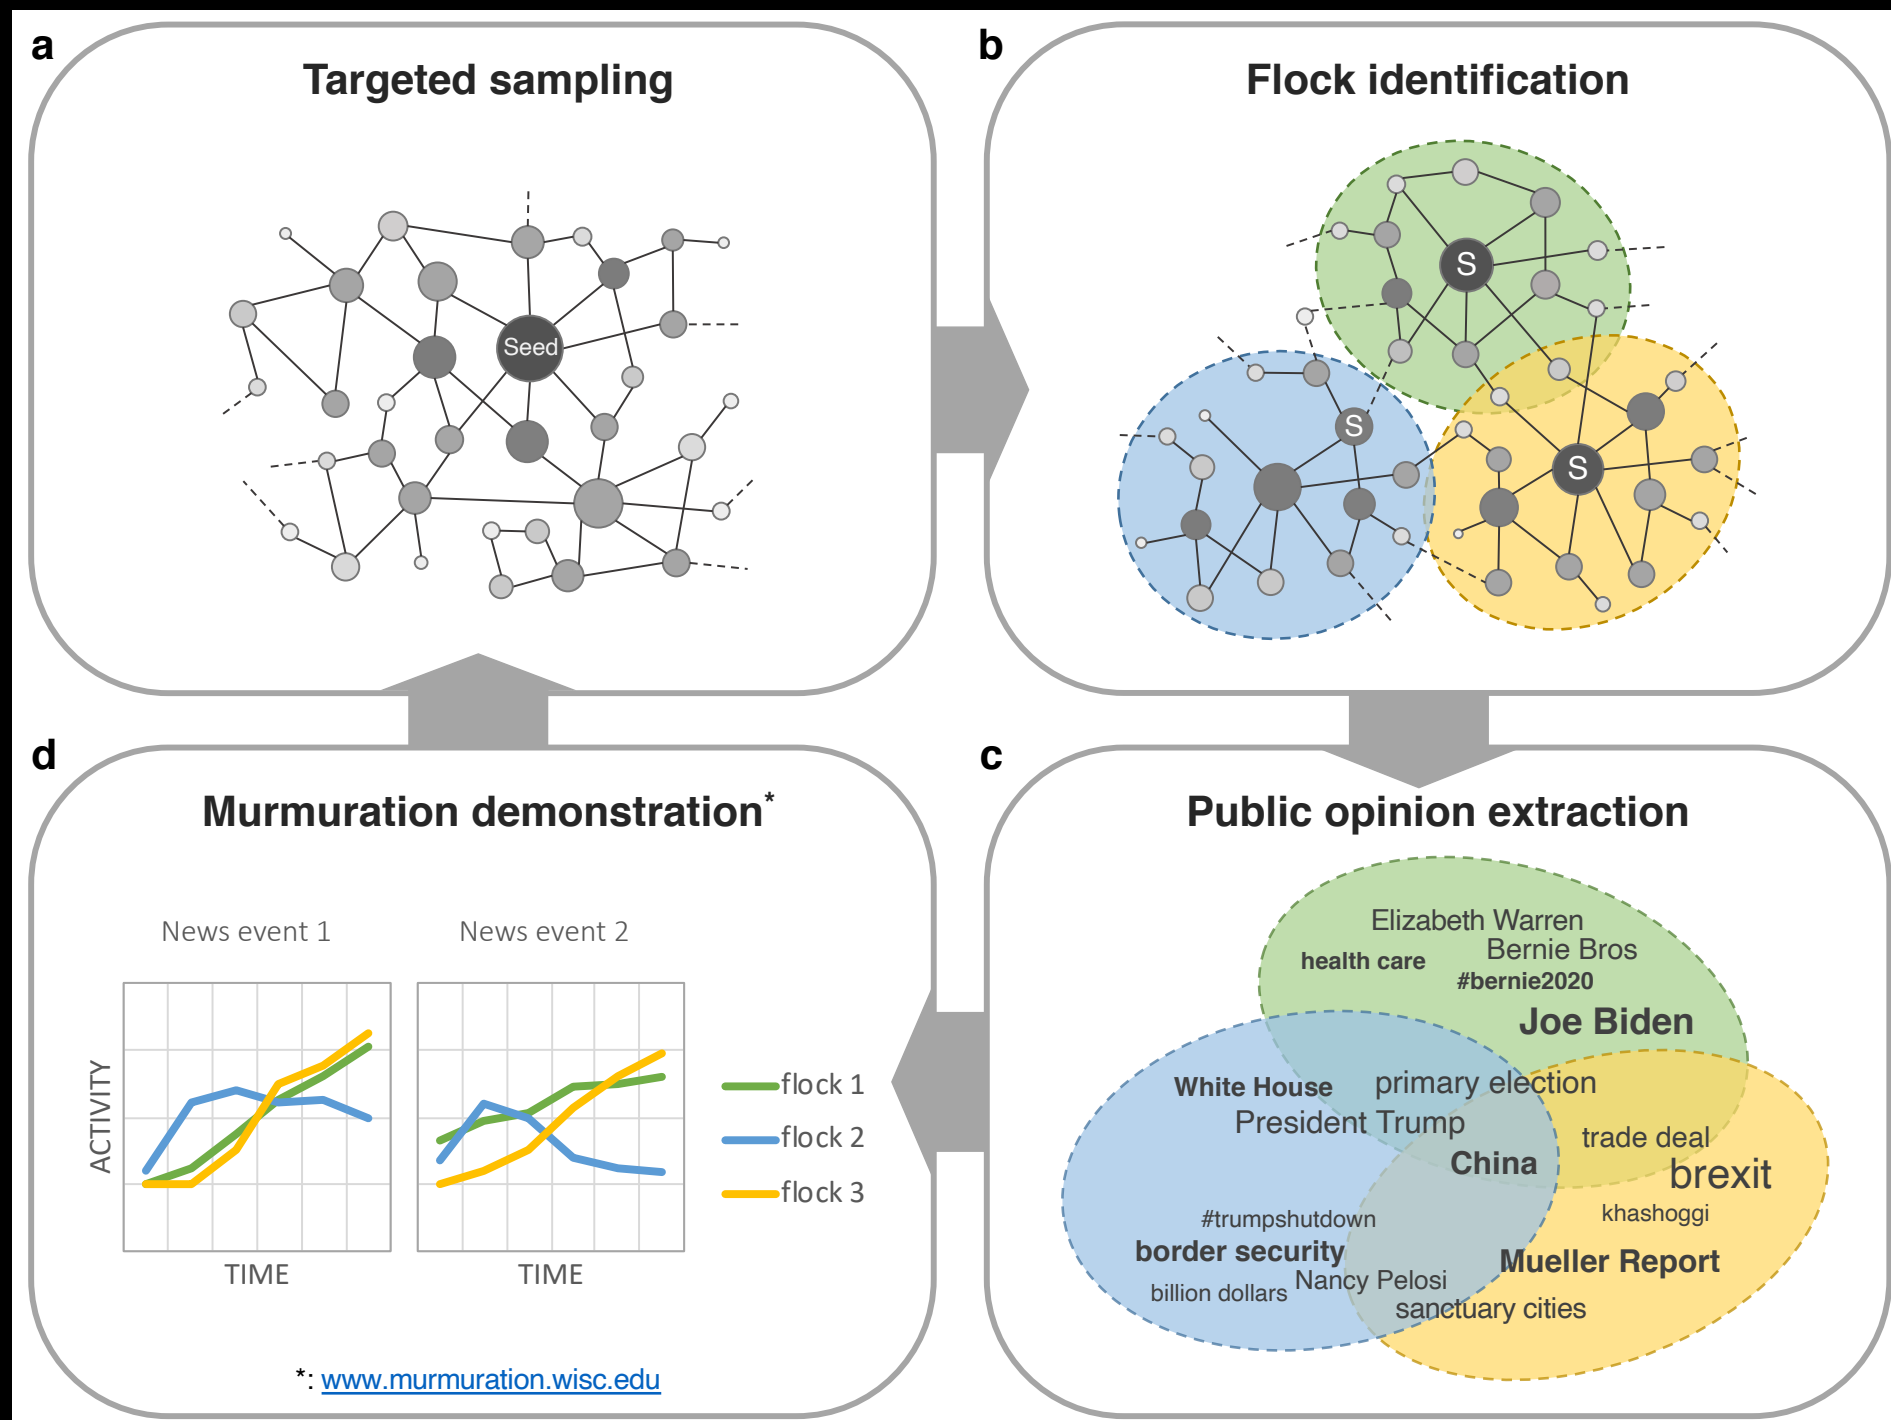 a
Targeted sampling
Seed
b
Flock identification
S
S
S
c
Public opinion extraction
Elizabeth Warren
Bernie Bros
health care
#bernie2020
Joe Biden
White House
primary election
President Trump
trade deal
China
brexit
khashoggi
#trumpshutdown
border security
Mueller Report
Nancy Pelosi
billion dollars
sanctuary cities
d
Murmuration demonstration*
News event 1
News event 2
ACTIVITY
TIME
TIME
flock 1
flock 2
flock 3
*: www.murmuration.wisc.edu